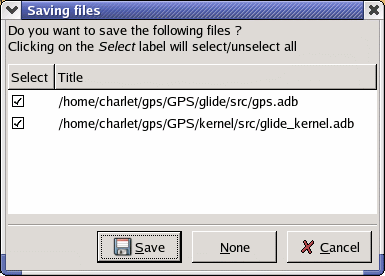 Saving files
Do you want to save the following files ?
Clicking on the Select label will select/unselect all
Select Title
/home/charlet/gps/GPS/glide/src/gps.adb
/home/charlet/gps/GPS/kernel/src/glide_kernel.adb
Save None Cancel